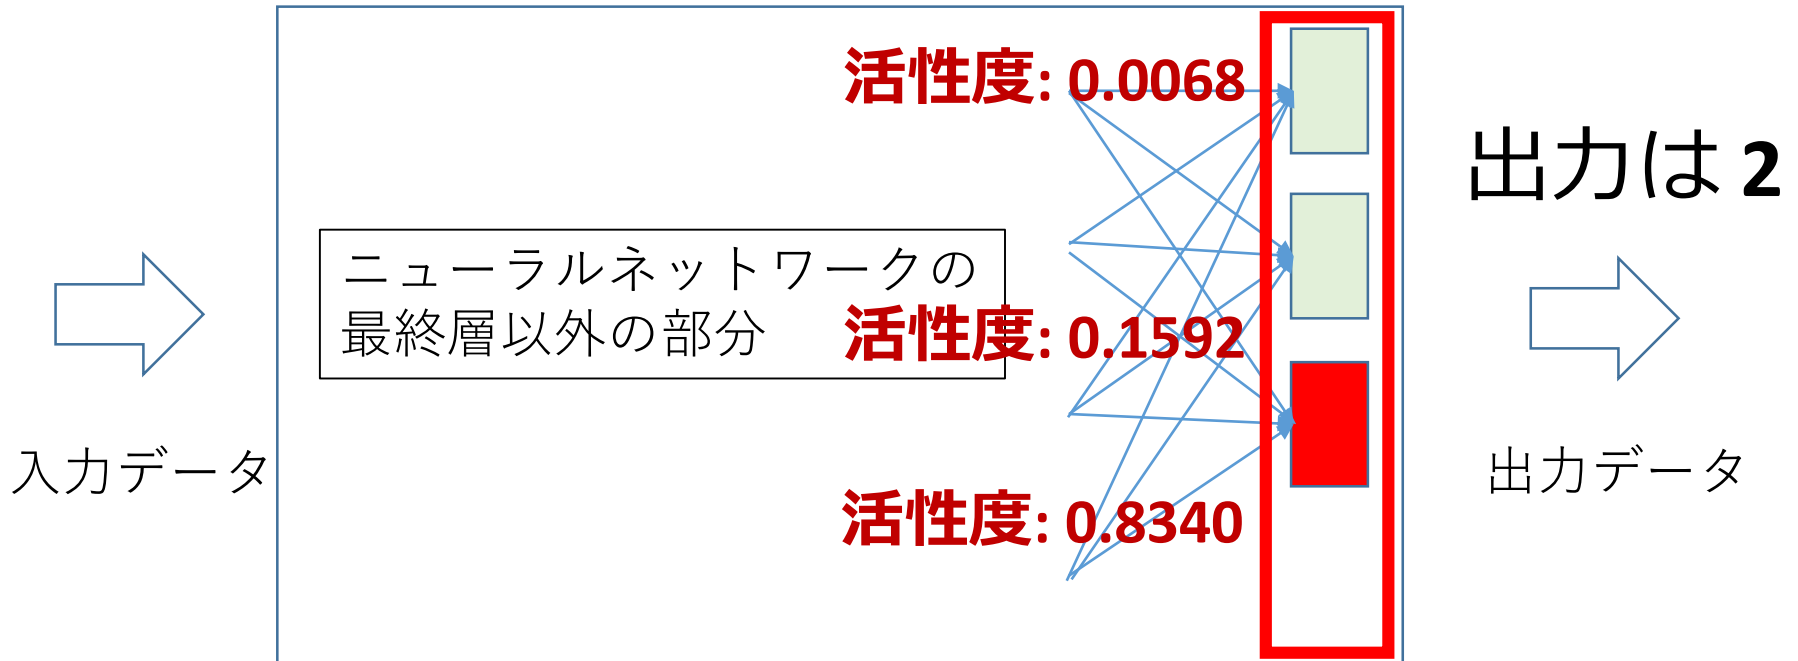 活性度: 0.0068
出力は 2
ニューラルネットワークの
最終層以外の部分
活性度: 0.1592
入力データ
出力データ
活性度: 0.8340